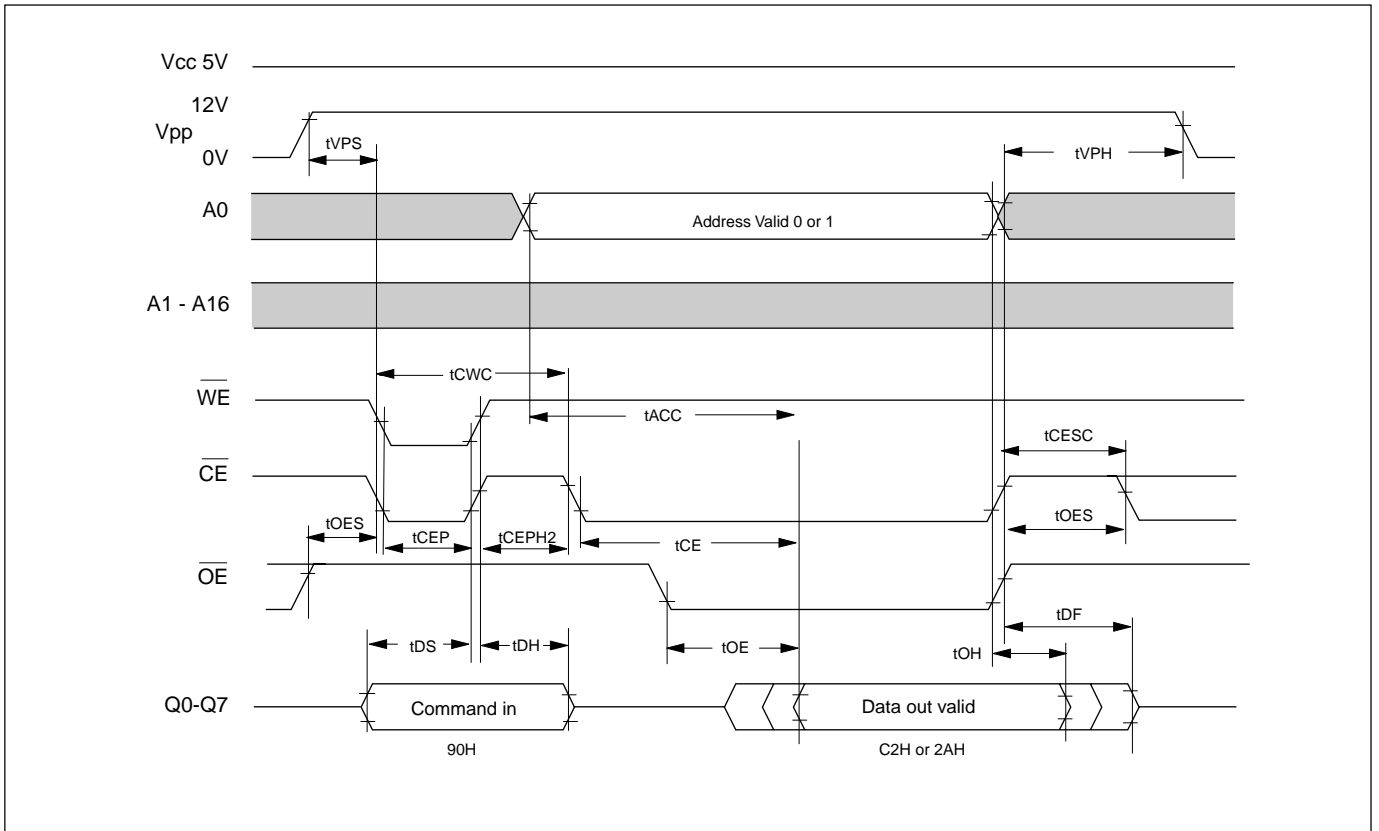 Vcc 5V
12V
Vpp
0V
tVPS
tVPH
A0
Address Valid 0 or 1
A1 - A16
tCWC
WE
tACC
tCESC
CE
tOES
tCEP
tCEPH2
tCE
tOES
OE
tDS
tDH
tOE
tOH
tDF
Q0-Q7
Command in
Data out valid
90H
C2H or 2AH